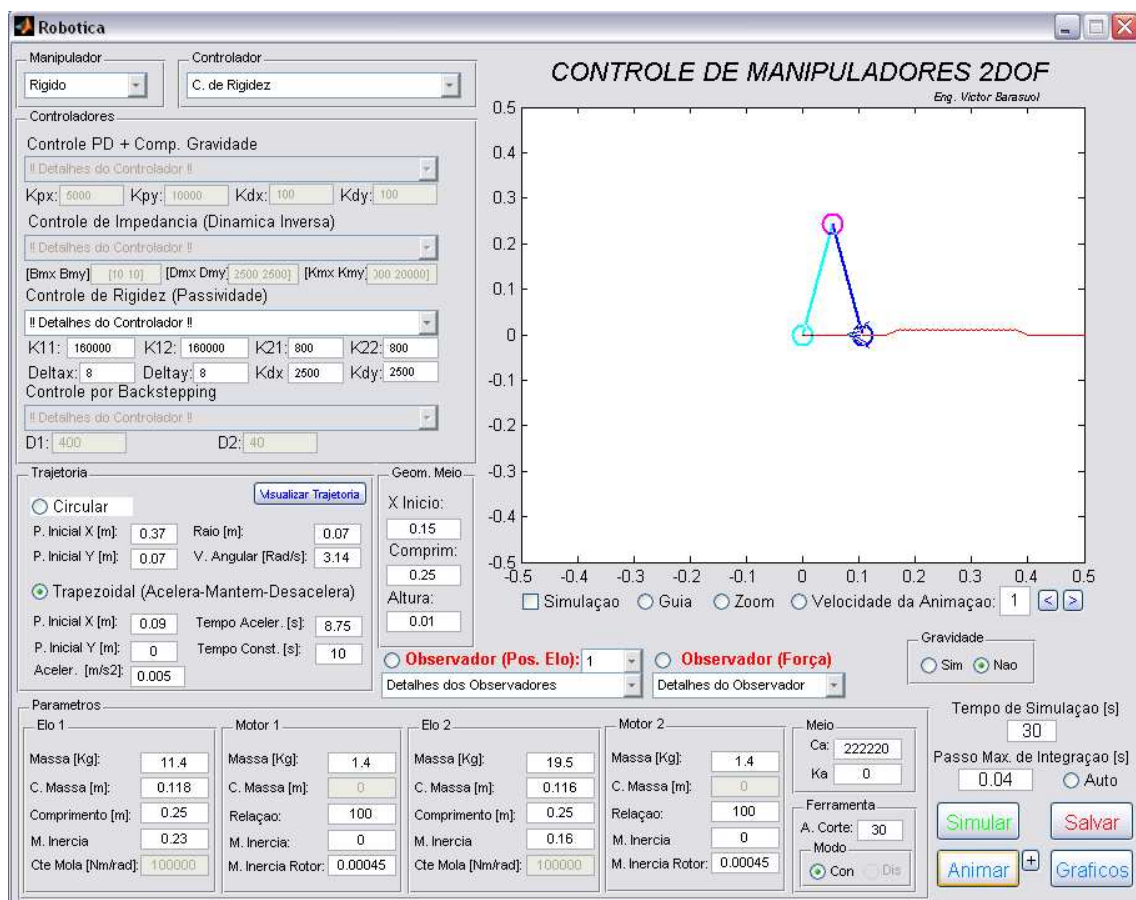 Robotica
Manipulador
Rigido
Controlador
C. de Rigidez
Controladores
Controle PD + Comp. Gravidade
!! Detalhes do Controlador !!
Kpx: 5000 Kpy: 10000 Kdx: 100 Kdy: 100
Controle de Impedancia (Dinamica Inversa)
!! Detalhes do Controlador !!
[Bmx Bmy] [10 10] [Dmx Dmy] 2500 2500] [Kmx Kmy] 000 20000]
Controle de Rigidez (Passividade)
!! Detalhes do Controlador !!
K11: 160000 K12: 160000 K21: 800 K22: 800
Deltax: 8 Deltay: 8 Kdx 2500 Kdy: 2500
Controle por Backstepping
!! Detalhes do Controlador !!
D1: 400 D2: 40
CONTROLE DE MANIPULADORES 2DOF
Eng. Victor Barasuol
0.5
0.4
0.3
0.2
0.1
0
-0.1
-0.2
-0.3
-0.4
-0.5
-0.5 -0.4 -0.3 -0.2 -0.1 0 0.1 0.2 0.3 0.4 0.5
Simulaçao Guia Zoom Velocidade da Animaçao: 1 < >
Trajetoria
Circular
Visualizar Trajetoria
P. Inicial X [m]: 0.37 Raio [m]: 0.07
P. Inicial Y [m]: 0.07 V. Angular [Rad/s]: 3.14
Trapezoidal (Acelera-Mantem-Desacelera)
P. Inicial X [m]: 0.09 Tempo Aceler. [s]: 8.75
P. Inicial Y [m]: 0 Tempo Const. [s]: 10
Aceler. [m/s2]: 0.005
Geom. Meio
X Inicio:
0.15
Comprim:
0.25
Altura:
0.01
Observador (Pos. Elo): 1
Detalhes dos Observadores
Observador (Força)
Detalhes do Observador
Gravidade
Sim Nao
Parametros
Elo 1
Massa [Kg]: 11.4
C. Massa [m]: 0.118
Comprimento [m]: 0.25
M. Inercia 0.23
Cte Mola [Nm/rad]: 100000
Motor 1
Massa [Kg]: 1.4
C. Massa [m]: 0
Relaçao: 100
M. Inercia: 0
M. Inercia Rotor: 0.00045
Elo 2
Massa [Kg]: 19.5
C. Massa [m]: 0.116
Comprimento [m]: 0.25
M. Inercia 0.16
Cte Mola [Nm/rad]: 100000
Motor 2
Massa [Kg]: 1.4
C. Massa [m]: 0
Relaçao: 100
M. Inercia 0
M. Inercia Rotor: 0.00045
Meio
Ca: 222220
Ka 0
Ferramenta
A. Corte: 30
Modo
Con Dis
Tempo de Simulaçao [s]
30
Passo Max. de Integraçao [s]
0.04 Auto
Simular Salvar
Animar + Graficos